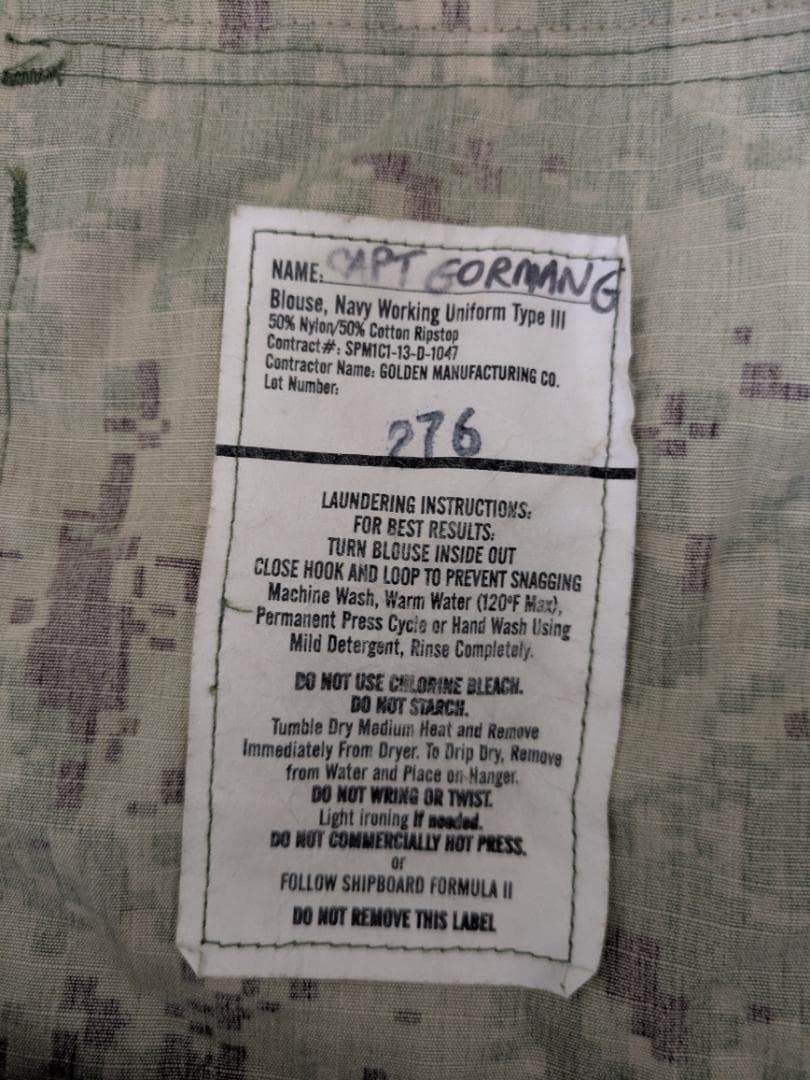 NAME: CAPT GORMAN G
Blouse, Navy Working Uniform Type III
50% Nylon/50% Cotton Ripstop
Contract#: SPM1C1-13-D-1047
Contractor Name: GOLDEN MANUFACTURING CO.
Lot Number:
276
LAUNDERING INSTRUCTIONS:
FOR BEST RESULTS:
TURN BLOUSE INSIDE OUT
CLOSE HOOK AND LOOP TO PREVENT SNAGGING
Machine Wash, Warm Water (120°F Max),
Permanent Press Cycle or Hand Wash Using
Mild Detergent, Rinse Completely.
DO NOT USE CHLORINE BLEACH.
DO NOT STARCH.
Tumble Dry Medium Heat and Remove
Immediately From Dryer. To Drip Dry, Remove
from Water and Place on Hanger.
DO NOT WRING OR TWIST.
Light ironing if needed.
DO NOT COMMERCIALLY HOT PRESS.
or
FOLLOW SHIPBOARD FORMULA II
DO NOT REMOVE THIS LABEL